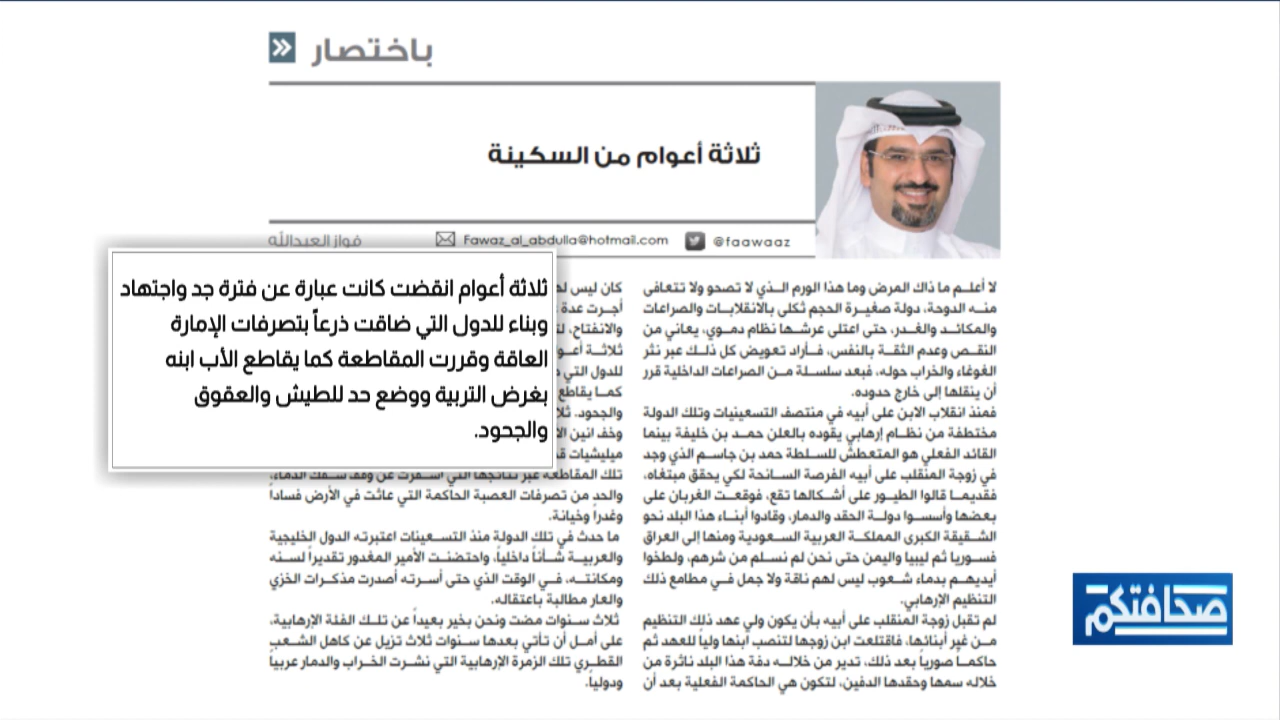 باختصار
ثلاثة أعوام من السكينة
@faawaaz
Fawaz_al_abdulla@hotmail.com
فواز العبدالله
لا أعلم ما ذاك المرض وما هذا الورم الذي لا تصحو ولا تتعافى
منه الدوحة، دولة صغيرة الحجم ثكلى بالانقلابات والصراعات
والمكائد والغدر، حتى اعتلى عرشها نظام دموي، يعاني من
النقص وعدم الثقة بالنفس، فأراد تعويض كل ذلك عبر نثر
الغوغاء والخراب حوله، فبعد سلسلة من الصراعات الداخلية قرر
أن ينقلها إلى خارج حدوده.
فمنذ انقلاب الابن على أبيه في منتصف التسعينيات وتلك الدولة
مختطفة من نظام إرهابي يقوده بالعلن حمد بن خليفة بينما
القائد الفعلي هو المتعطش للسلطة حمد بن جاسم الذي وجد
في زوجة المنقلب على أبيه الفرصة السانحة لكي يحقق مبتغاه،
فقديما قالوا الطيور على أشكالها تقع، فوقعت الغربان على
بعضها وأسسوا دولة الحقد والدمار، وقادوا أبناء هذا البلد نحو
الشقيقة الكبرى المملكة العربية السعودية ومنها إلى العراق
فسوريا ثم ليبيا واليمن حتى نحن لم نسلم من شرهم، ولطخوا
أيديهم بدماء شعوب ليس لهم ناقة ولا جمل في مطامع ذلك
التنظيم الإرهابي.
لم تقبل زوجة المنقلب على أبيه بأن يكون ولي عهد ذلك التنظيم
من غير أبنائها، فاقتلعت ابن زوجها لتنصب ابنها ولياً للعهد ثم
حاكما صورياً بعد ذلك، تدير من خلاله دفة هذا البلد ناثرة من
خلاله سمها وحقدها الدفين، لتكون هي الحاكمة الفعلية بعد أن
كان ليس
أجرت عدة
والانفتاح،
ثلاثة
للدول التي
كما يقاطع
والجحود.
وخف أنين
ميليشيات
تلك المقاطعة عبر نتائجها التي أسفرت عن وقف سفك الدماء،
والحد من تصرفات العصبة الحاكمة التي عاثت في الأرض فساداً
وغدراً وخيانة.
ما حدث في تلك الدولة منذ التسعينات اعتبرته الدول الخليجية
والعربية شأناً داخلياً، واحتضنت الأمير المغدور تقديراً لسنه
ومكانته، في الوقت الذي حتى أسرته أصدرت مذكرات الخزي
والعار مطالبة باعتقاله.
ثلاث سنوات مضت ونحن بخير بعيداً عن تلك الفئة الإرهابية،
على أمل أن تأتي بعدها سنوات ثلاث تزيل عن كاهل الشعب
القطري تلك الزمرة الإرهابية التي نشرت الخراب والدمار عربياً
ودولياً.
ثلاثة أعوام انقضت كانت عبارة عن فترة جد واجتهاد
وبناء للدول التي ضاقت ذرعاً بتصرفات الإمارة
العاقة وقررت المقاطعة كما يقاطع الأب ابنه
بغرض التربية ووضع حد للطيش والعقوق
والجحود.
صحافتكم